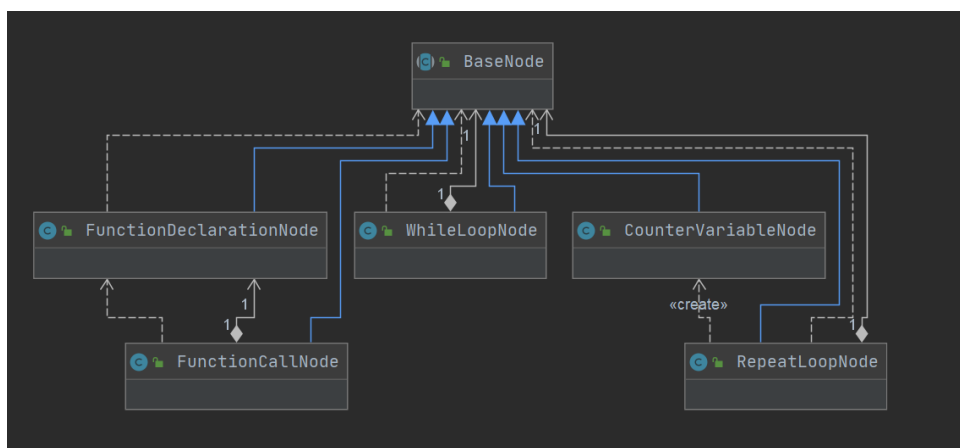 BaseNode
1
1
1
FunctionDeclarationNode
WhileLoopNode
CounterVariableNode
1
«create»
1
1
FunctionCallNode
RepeatLoopNode